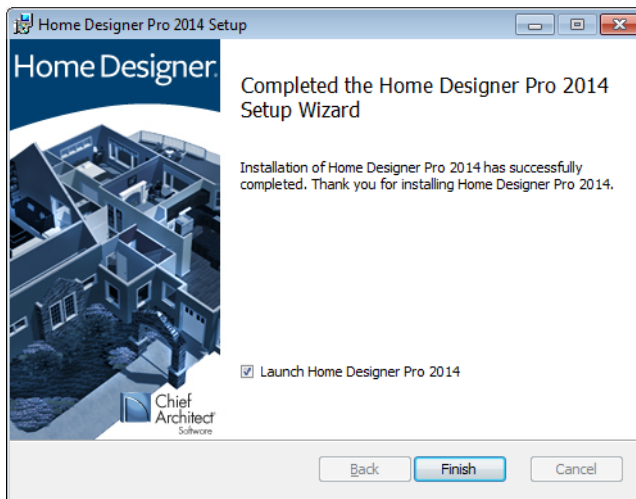 Home Designer Pro 2014 Setup
Home Designer.
Completed the Home Designer Pro 2014
Setup Wizard
Installation of Home Designer Pro 2014 has successfully
completed. Thank you for installing Home Designer Pro 2014.
Launch Home Designer Pro 2014
Chief
Architect®
Software
Back
Finish
Cancel